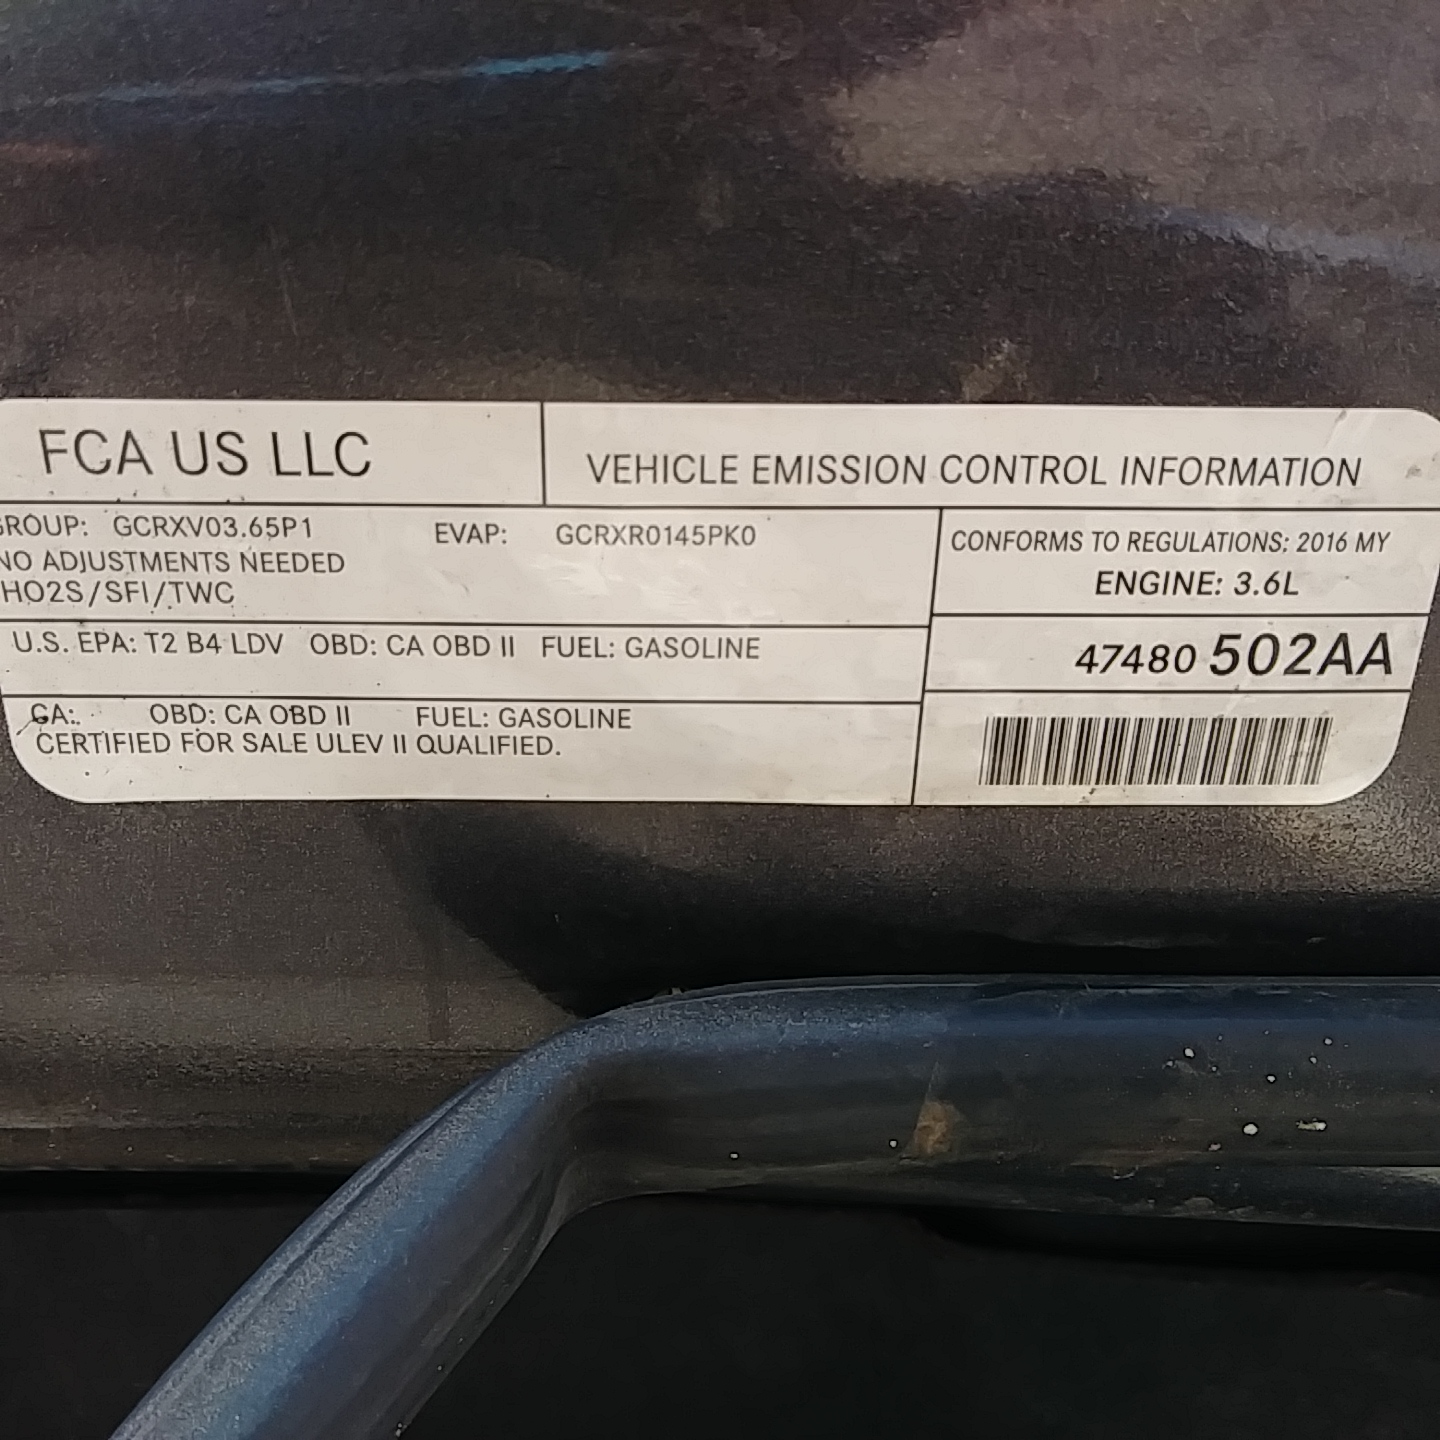 FCA US LLC
VEHICLE EMISSION CONTROL INFORMATION
GROUP: GCRXV03.65P1 EVAP: GCRXR0145PK0
NO ADJUSTMENTS NEEDED
HO2S/SFI/TWC
CONFORMS TO REGULATIONS: 2016 MY
ENGINE: 3.6L
U.S. EPA: T2 B4 LDV OBD: CA OBD II FUEL: GASOLINE
47480 502AA
CA: OBD: CA OBD II FUEL: GASOLINE
CERTIFIED FOR SALE ULEV II QUALIFIED.